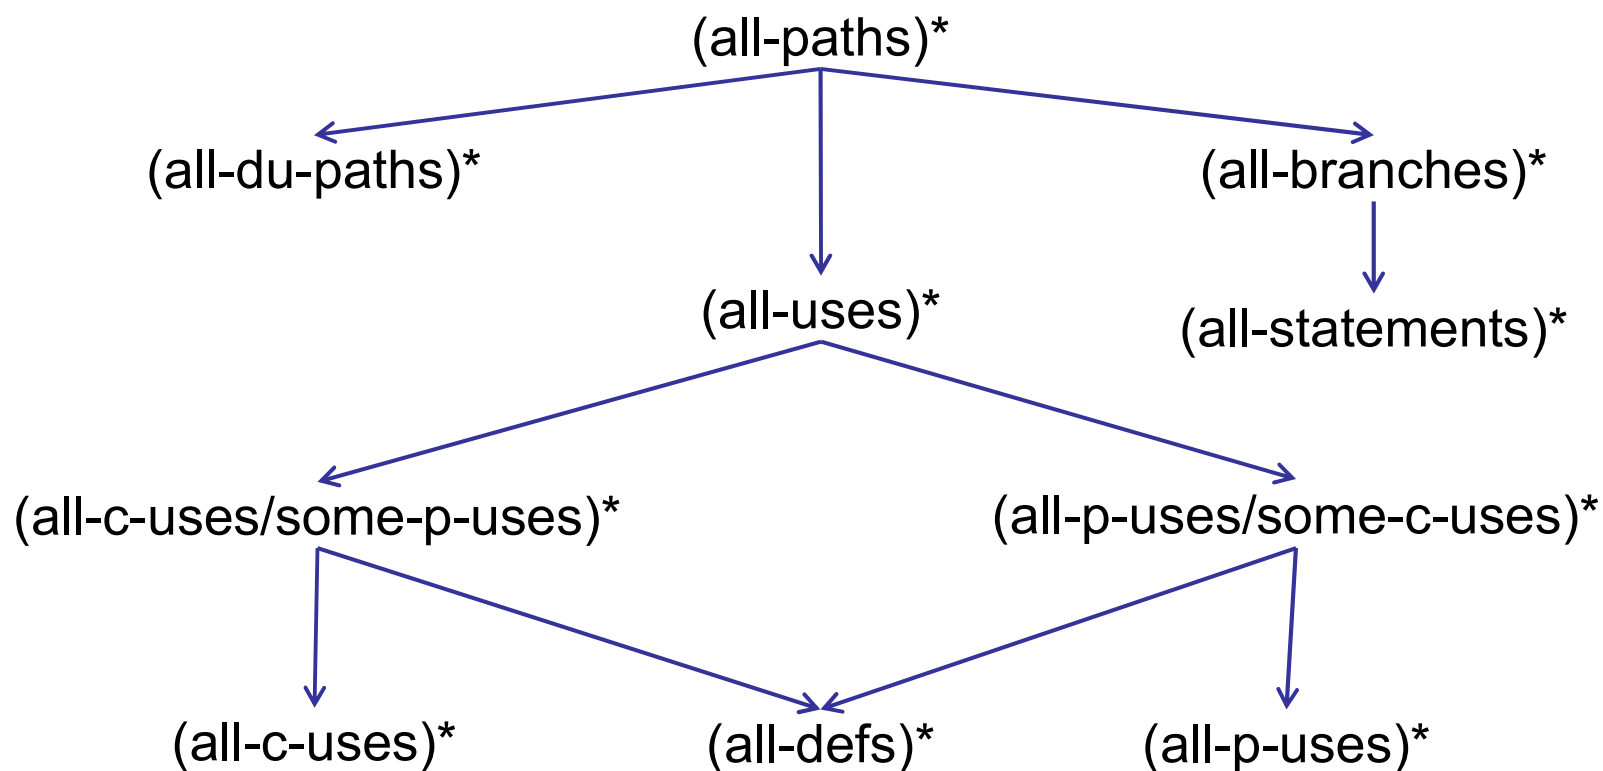 (all-paths)*
(all-du-paths)*
(all-branches)*
(all-uses)*
(all-statements)*
(all-c-uses/some-p-uses)*
(all-p-uses/some-c-uses)*
(all-c-uses)*
(all-defs)*
(all-p-uses)*